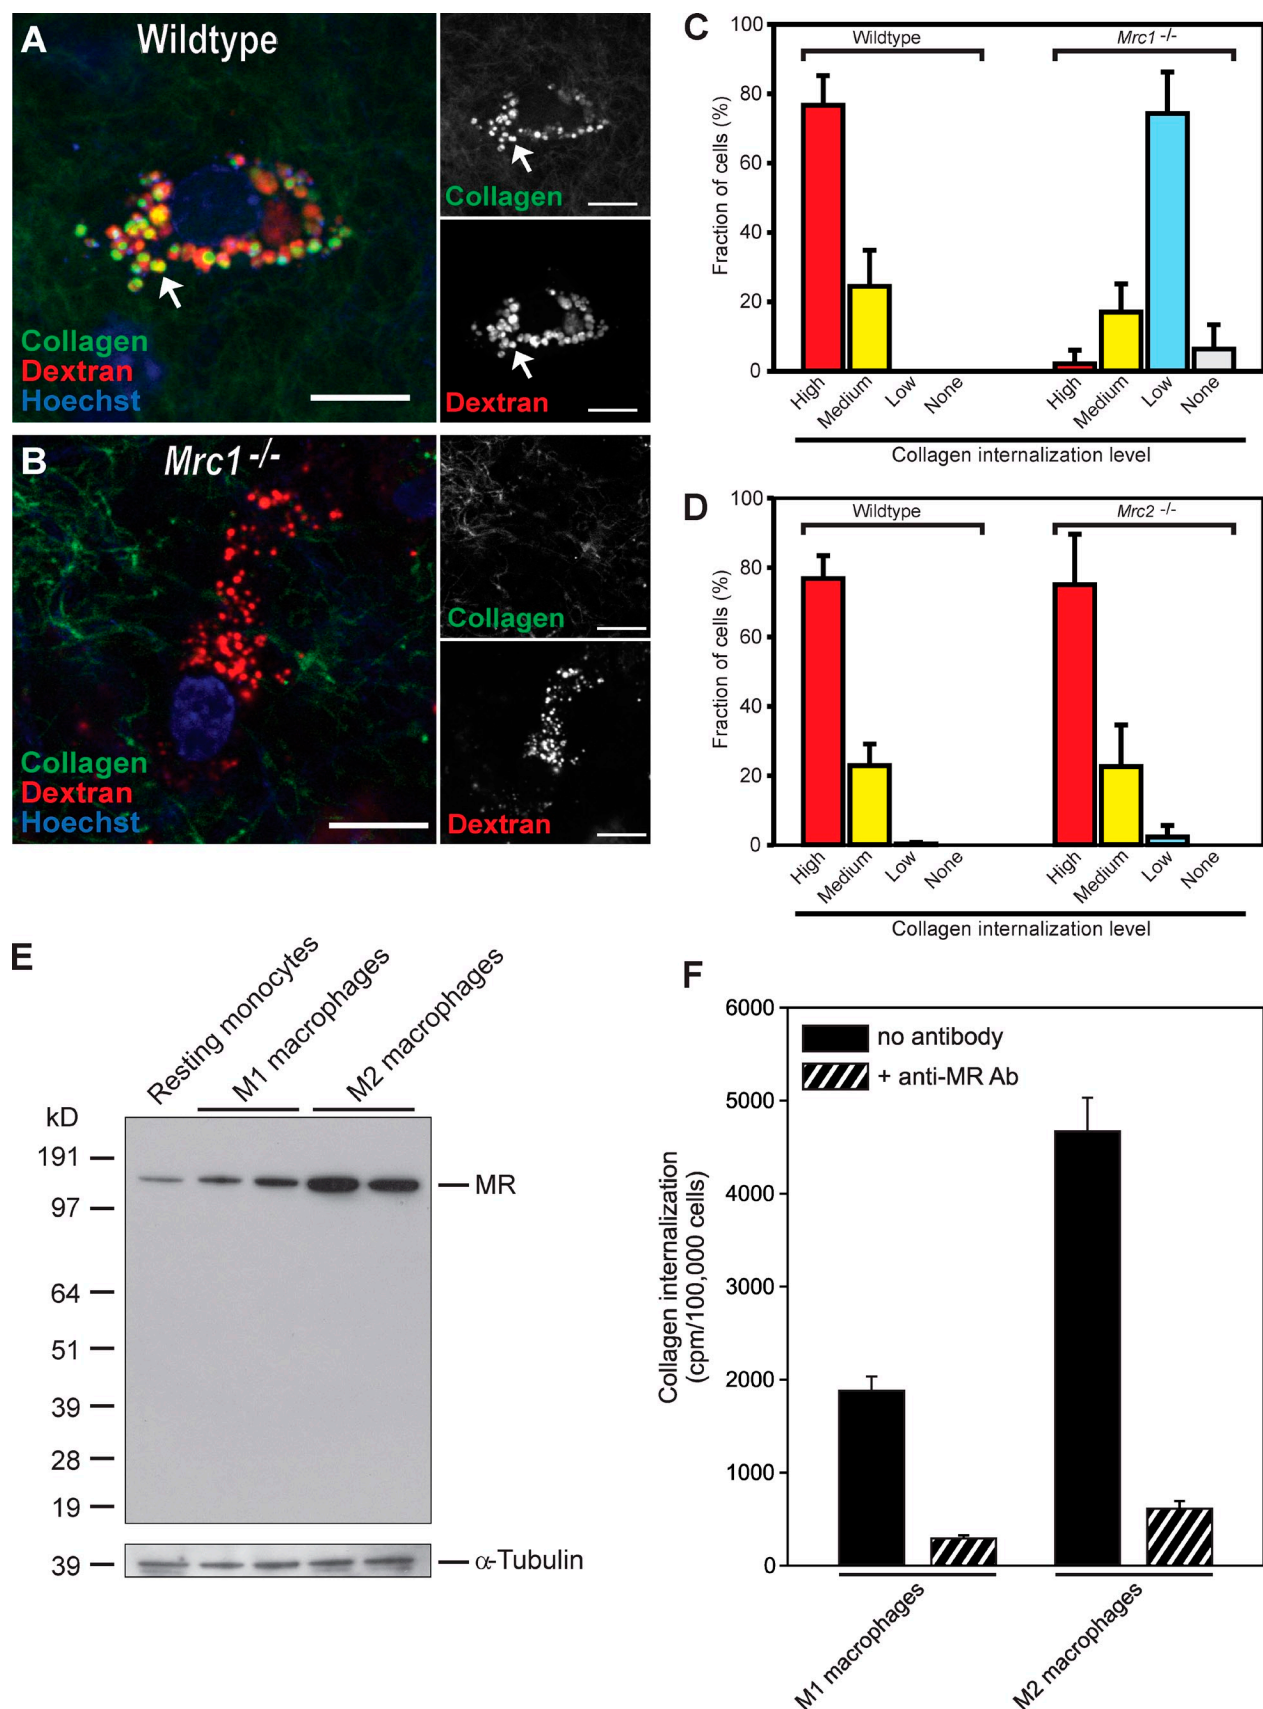 A
Wildtype
Collagen
Dextran
Hoechst
Collagen
Dextran
B
Mrc1 -/-
Collagen
Dextran
Hoechst
Collagen
Dextran
C
100
80
60
40
20
0
Fraction of cells (%)
Wildtype
Mrc1 -/-
High
Medium
Low
None
High
Medium
Low
None
Collagen internalization level
D
100
80
60
40
20
0
Fraction of cells (%)
Wildtype
Mrc2 -/-
High
Medium
Low
None
High
Medium
Low
None
Collagen internalization level
E
Resting monocytes
M1 macrophages
M2 macrophages
kD
191
97
64
51
39
28
19
39
MR
α-Tubulin
F
6000
5000
4000
3000
2000
1000
0
Collagen internalization
(cpm/100,000 cells)
no antibody
+ anti-MR Ab
M1 macrophages
M2 macrophages